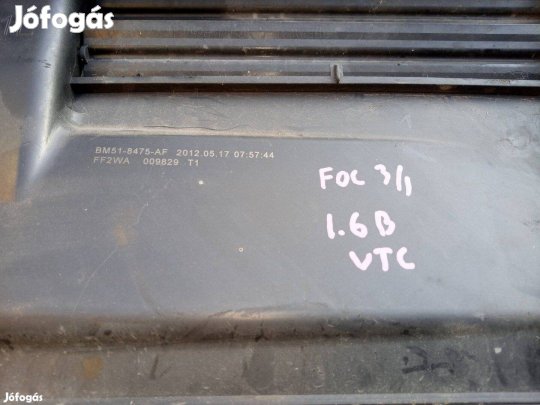 Jófogás
BM51-8475-AF 2012.05.17 07:57:44
FF2WA 009829 T1
FOC 3/1
1.6B
VTC
Jófogás